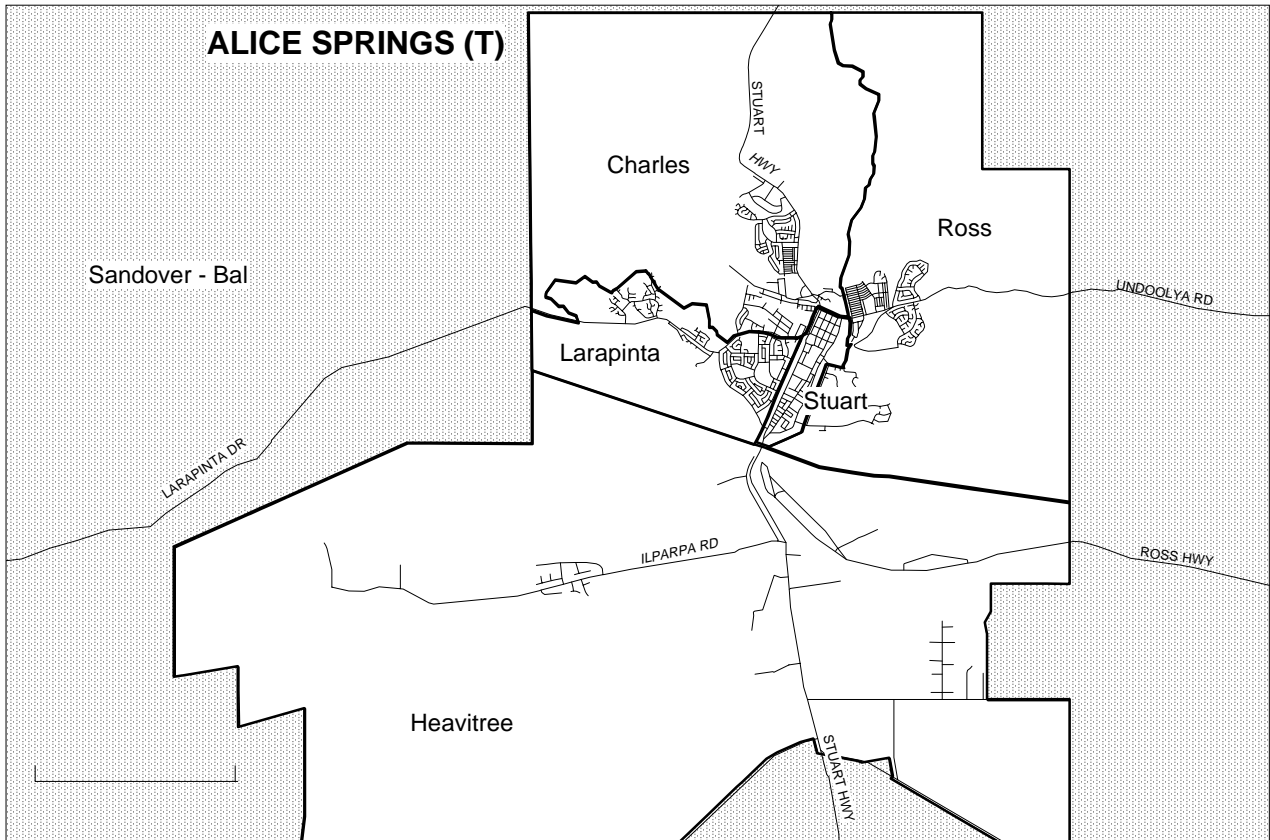 ALICE SPRINGS (T)
STUART
HWY
Charles
Ross
Sandover - Bal
UNDOOLYA RD
Larapinta
Stuart
LARAPINTA DR
ILPARPA RD
ROSS HWY
Heavitree
STUART HWY